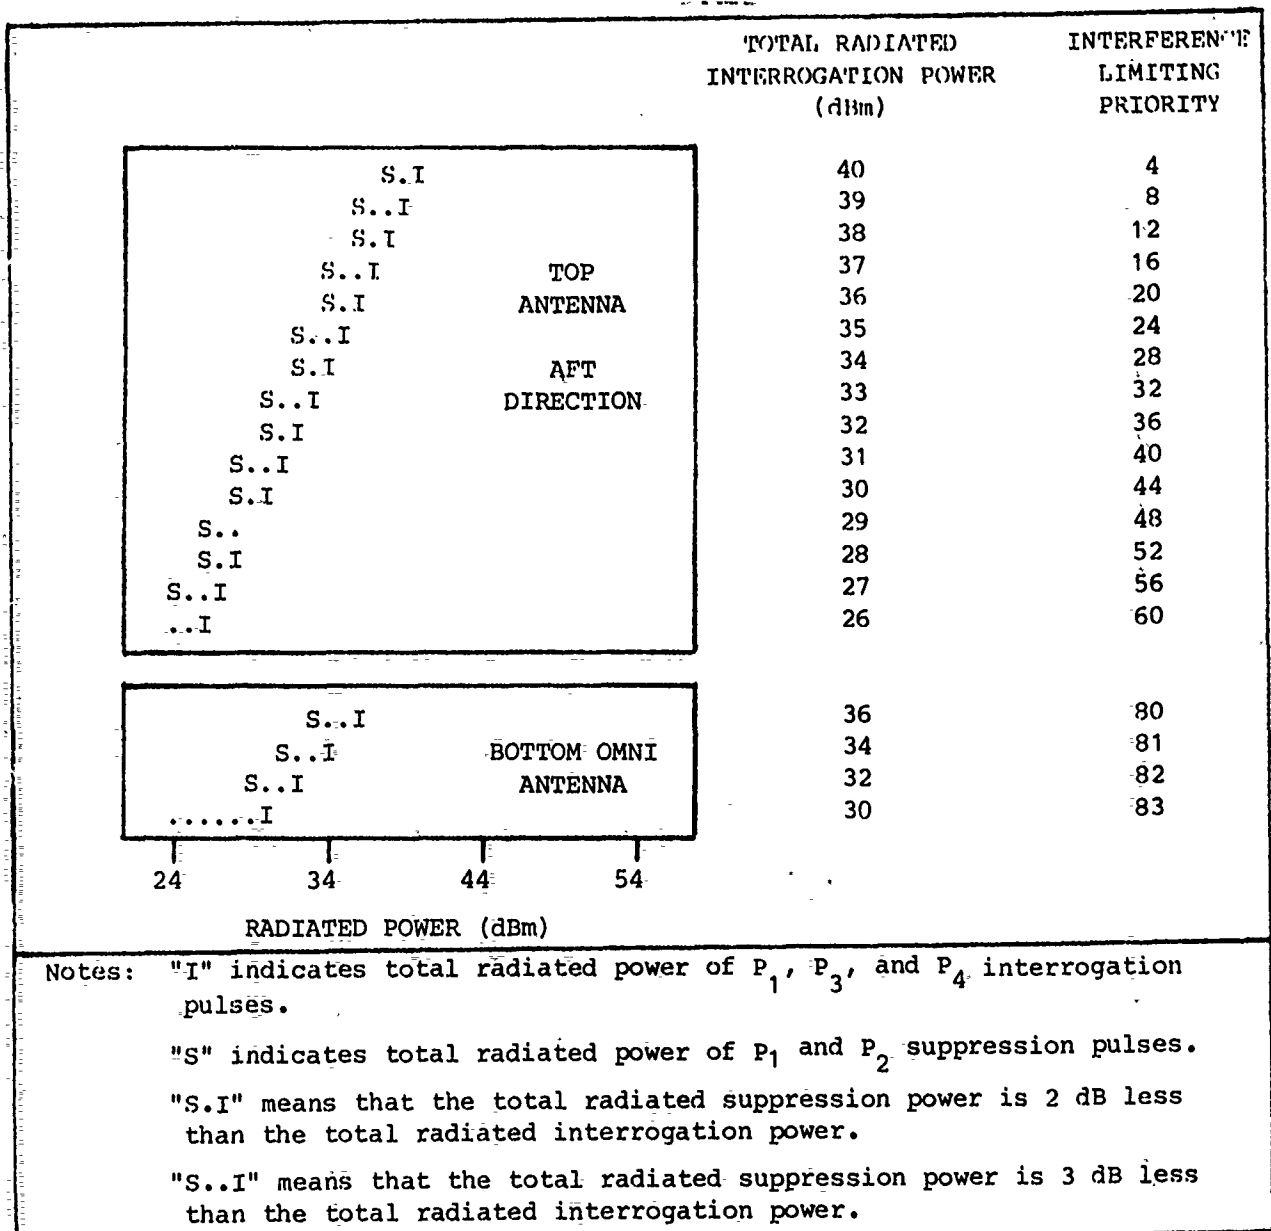 TOTAL RADIATED INTERFERENCE
INTERROGATION POWER LIMITING
(dBm) PRIORITY
S.I 40 4
S..I 39 8
S.I 38 12
S..I TOP 37 16
S.I ANTENNA 36 20
S..I 35 24
S.I AFT 34 28
S..I DIRECTION 33 32
S.I 32 36
S..I 31 40
S.I 30 44
S.. 29 48
S.I 28 52
S..I 27 56
..I 26 60
S..I 36 80
S..I BOTTOM OMNI 34 81
S..I ANTENNA 32 82
......I 30 83
24 34 44 54
RADIATED POWER (dBm)
Notes: "I" indicates total radiated power of P1, P3, and P4 interrogation
pulses.
"S" indicates total radiated power of P1 and P2 suppression pulses.
"S.I" means that the total radiated suppression power is 2 dB less
than the total radiated interrogation power.
"S..I" means that the total radiated suppression power is 3 dB less
than the total radiated interrogation power.